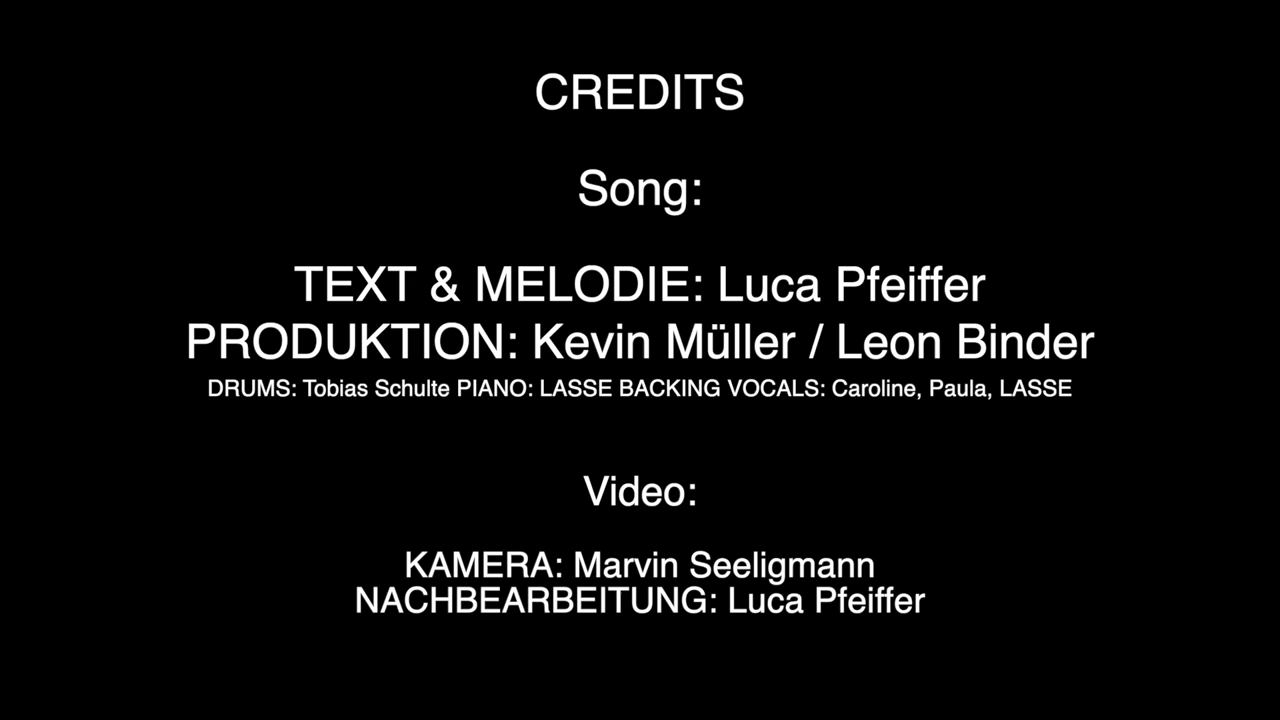 CREDITS
Song:
TEXT & MELODIE: Luca Pfeiffer
PRODUKTION: Kevin Müller / Leon Binder
DRUMS: Tobias Schulte PIANO: LASSE BACKING VOCALS: Caroline, Paula, LASSE
Video:
KAMERA: Marvin Seeligmann
NACHBEARBEITUNG: Luca Pfeiffer